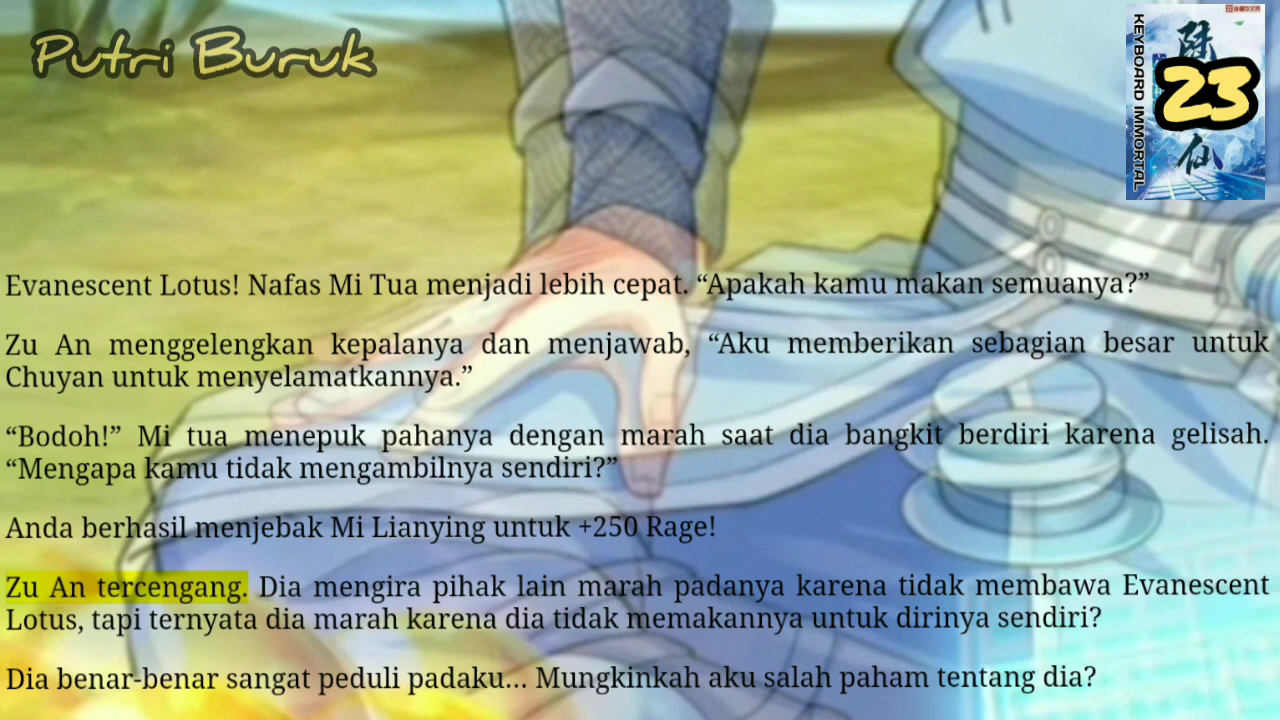 Putri Buruk
KEYBOARD IMMORTAL
陸
23
仙
Evanescent Lotus! Nafas Mi Tua menjadi lebih cepat. “Apakah kamu makan semuanya?”
Zu An menggelengkan kepalanya dan menjawab, “Aku memberikan sebagian besar untuk
Chuyan untuk menyelamatkannya.”
“Bodoh!” Mi tua menepuk pahanya dengan marah saat dia bangkit berdiri karena gelisah.
“Mengapa kamu tidak mengambilnya sendiri?”
Anda berhasil menjebak Mi Lianying untuk +250 Rage!
Zu An tercengang. Dia mengira pihak lain marah padanya karena tidak membawa Evanescent
Lotus, tapi ternyata dia marah karena dia tidak memakannya untuk dirinya sendiri?
Dia benar-benar sangat peduli padaku... Mungkinkah aku salah paham tentang dia?